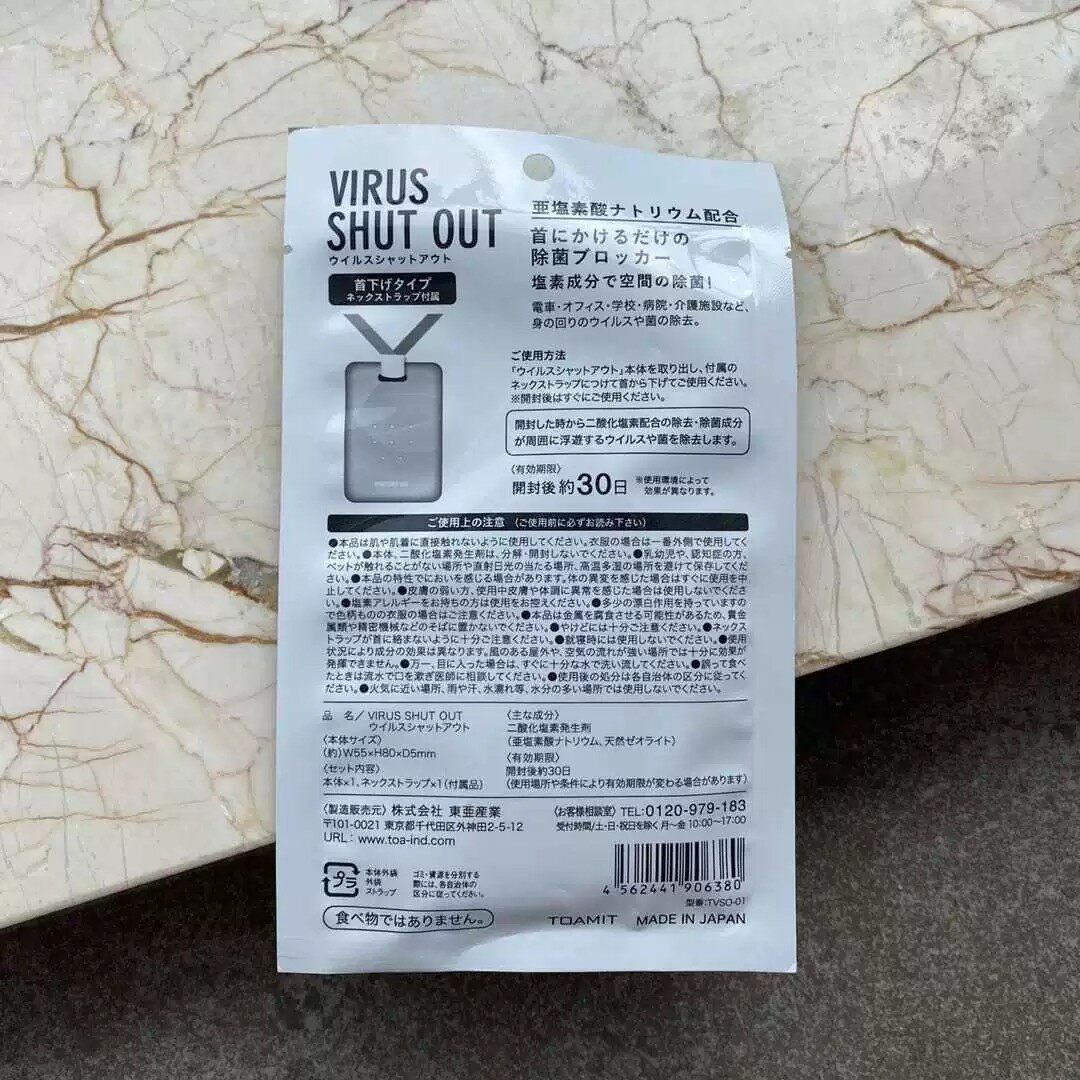 VIRUS
SHUT OUT
ウイルスシャットアウト
首下げタイプ
ネックストラップ付属
亜塩素酸ナトリウム配合
首にかけるだけの
除菌ブロッカー
塩素成分で空間の除菌!
電車・オフィス・学校・病院・介護施設など、
身の回りのウイルスや菌の除去。
ご使用方法
「ウイルスシャットアウト」本体を取り出し、付属の
ネックストラップにつけて首から下げてご使用ください。
※開封後はすぐにご使用ください。
開封した時から二酸化塩素配合の除去・除菌成分
が周囲に浮遊するウイルスや菌を除去します。
〈有効期限〉
開封後 約30日 ※使用環境によって
効果が異なります。
ご使用上の注意 （ご使用前に必ずお読み下さい）
●本品は肌や肌着に直接触れないように使用してください。衣服の場合は一番外側で使用してく
ださい。●本体、二酸化塩素発生剤は、分解・開封しないでください。●乳幼児や、認知症の方、
ペットが触れることがない場所や直射日光の当たる場所、高温多湿の場所を避けて保存してくだ
さい。●本品の特性でにおいを感じる場合があります。体の異変を感じた場合はすぐに使用を中
止してください。●皮膚の弱い方、使用中皮膚や体調に異常を感じた場合は使用しないでくださ
い。●塩素アレルギーをお持ちの方は使用をお控えください。●多少の漂白作用を持っていますの
で色柄ものの衣服の場合はご注意ください。●本品は金属を腐食させる可能性があるため、貴金
属類や精密機械などのそばに置かないでください。●やけどには十分ご注意ください。●ネックス
トラップが首に絡まないように十分ご注意ください。●就寝時には使用しないでください。●使用
状況により成分の効果は異なります。風のある屋外や、空気の流れが強い場所では十分に効果が
発揮できません。●万一、目に入った場合は、すぐに十分な水で洗い流してください。●誤って食べ
たときは流水で口を漱ぎ医師に相談してください。●使用後の処分は各自治体の区分に従ってく
ださい。●火気に近い場所、雨や汗、水濡れ等、水分の多い場所では使用しないでください。
品 名/VIRUS SHUT OUT
ウイルスシャットアウト
〈本体サイズ〉
(約)W55×H80×D5mm
〈セット内容〉
本体×1、ネックストラップ×1(付属品)
〈主な成分〉
二酸化塩素発生剤
(亜塩素酸ナトリウム、天然ゼオライト)
〈有効期限〉
開封後約30日
(使用場所や条件により有効期限が変わる場合があります)
〈製造販売元〉株式会社 東亜産業
〒101-0021 東京都千代田区外神田2-5-12
URL：www.toa-ind.com
〈お客様相談室〉TEL:0120-979-183
受付時間/土・日・祝日を除く月〜金 10:00〜17:00
プラ
本体外袋
外袋
ストラップ
ゴミ・資源を分別する
際には、各自治体の
区分に従ってください。
4 562441 906380
型番:TVSO-01
食べ物ではありません。
TOAMIT MADE IN JAPAN